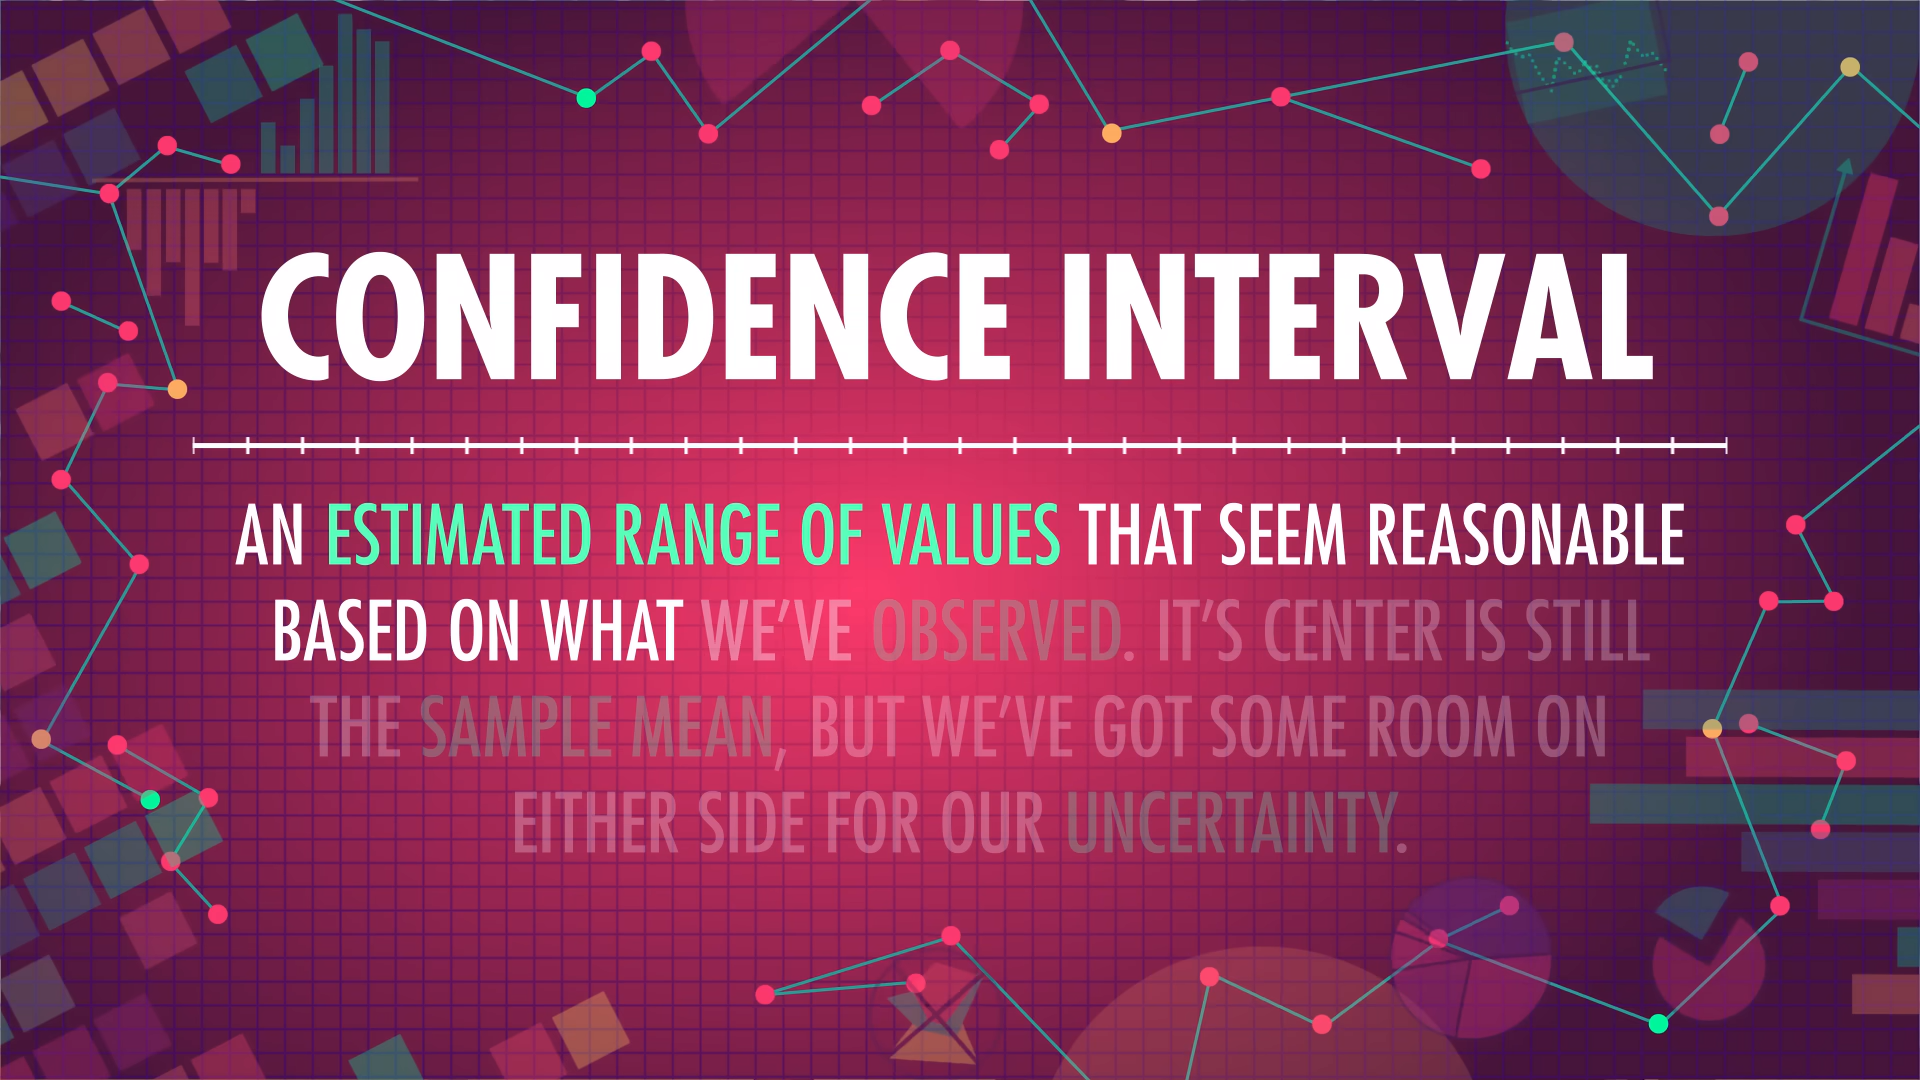 CONFIDENCE INTERVAL
AN ESTIMATED RANGE OF VALUES THAT SEEM REASONABLE
BASED ON WHAT WE'VE OBSERVED. IT'S CENTER IS STILL
THE SAMPLE MEAN, BUT WE'VE GOT SOME ROOM ON
EITHER SIDE FOR OUR UNCERTAINTY.